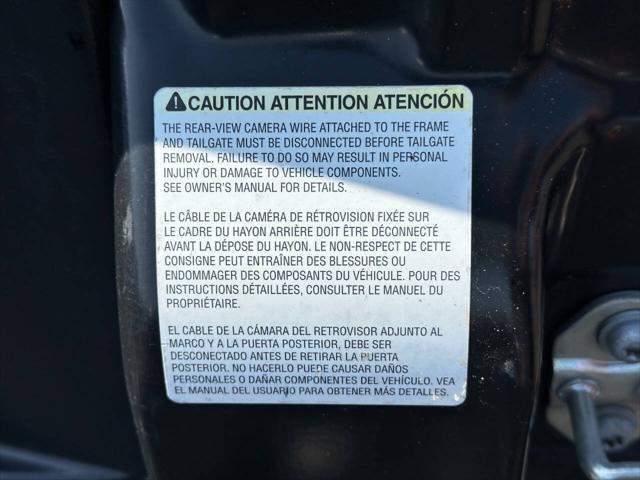 CAUTION ATTENTION ATENCIÓN
THE REAR-VIEW CAMERA WIRE ATTACHED TO THE FRAME
AND TAILGATE MUST BE DISCONNECTED BEFORE TAILGATE
REMOVAL. FAILURE TO DO SO MAY RESULT IN PERSONAL
INJURY OR DAMAGE TO VEHICLE COMPONENTS.
SEE OWNER'S MANUAL FOR DETAILS.
LE CÂBLE DE LA CAMÉRA DE RÉTROVISION FIXÉE SUR
LE CADRE DU HAYON ARRIÈRE DOIT ÊTRE DÉCONNECTÉ
AVANT LA DÉPOSE DU HAYON. LE NON-RESPECT DE CETTE
CONSIGNE PEUT ENTRAÎNER DES BLESSURES OU
ENDOMMAGER DES COMPOSANTS DU VÉHICULE. POUR DES
INSTRUCTIONS DÉTAILLÉES, CONSULTER LE MANUEL DU
PROPRIÉTAIRE.
EL CABLE DE LA CÁMARA DEL RETROVISOR ADJUNTO AL
MARCO Y A LA PUERTA POSTERIOR, DEBE SER
DESCONECTADO ANTES DE RETIRAR LA PUERTA
POSTERIOR. NO HACERLO PUEDE CAUSAR DAÑOS
PERSONALES O DAÑAR COMPONENTES DEL VEHÍCULO. VEA
EL MANUAL DEL USUARIO PARA OBTENER MÁS DETALLES.